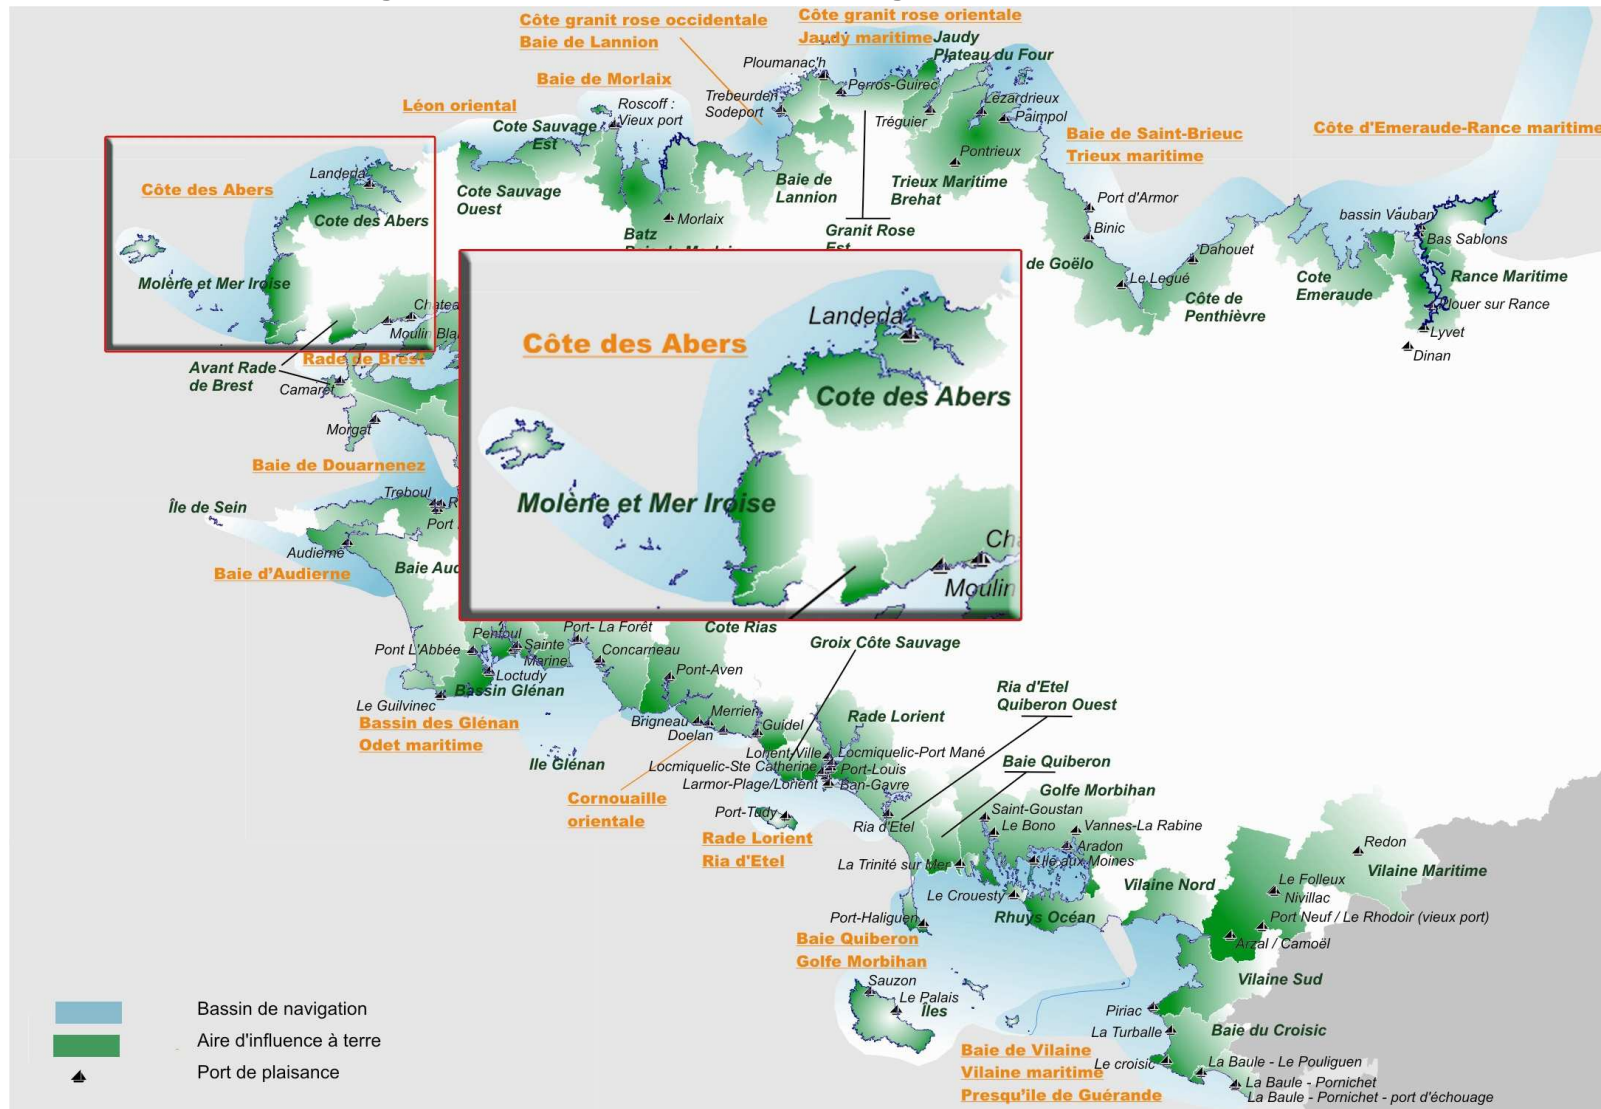 Côte granit rose occidentale
Baie de Lannion
Côte granit rose orientale
Jaudy maritime
Jaudy
Plateau du Four
Ploumanac'h
Perros-Guirec
Baie de Morlaix
Trebeurden
Sodeport
Léon oriental
Roscoff :
Vieux port
Cote Sauvage
Est
Tréguier
Lezardrieux
Paimpol
Pontrieux
Baie de Saint-Brieuc
Trieux maritime
Côte d'Emeraude-Rance maritime
Landeda
Côte des Abers
Cote des Abers
Cote Sauvage
Ouest
Baie de
Lannion
Trieux Maritime
Brehat
Port d'Armor
bassin Vauban
Morlaix
Batz
Granit Rose
Est
Binic
Bas Sablons
Dahouet
de Goëlo
Le Legué
Cote
Emeraude
Rance Maritime
Molène et Mer Iroise
Côte de
Penthièvre
Lyvet
Dinan
Moulin Bla
Rade de Brest
Avant Rade
de Brest
Camaret
Morgat
Landeda
Côte des Abers
Cote des Abers
Molène et Mer Iroise
Ch
Moulin
Baie de Douarnenez
Treboul
Port
Île de Sein
Audierne
Baie d'Audierne
Baie Aud
Cote Rias
Groix Côte Sauvage
Port- La Forêt
Penfoul
Sainte
Marine
Concarneau
Pont L'Abbée
Loctudy
Pont-Aven
Bassin Glénan
Le Guilvinec
Bassin des Glénan
Odet maritime
Ile Glénan
Brigneau
Merrien
Doelan
Guidel
Rade Lorient
Ria d'Etel
Quiberon Ouest
Lorient-Ville
Locmiquelic-Port Mané
Locmiquelic-Ste Catherine
Port-Louis
Larmor-Plage/Lorient
Ban-Gavre
Baie Quiberon
Golfe Morbihan
Cornouaille
orientale
Port-Tudy
Rade Lorient
Ria d'Etel
Ria d'Etel
Saint-Goustan
Le Bono
Vannes-La Rabine
Aradon
Ile aux Moines
La Trinité sur Mer
Le Crouesty
Redon
Vilaine Maritime
Vilaine Nord
Le Folleux
Nivillac
Rhuys Océan
Port Neuf / Le Rhodoir (vieux port)
Port-Haliguen
Arzal / Camoël
Baie Quiberon
Golfe Morbihan
Sauzon
Le Palais
Îles
Vilaine Sud
Piriac
La Turballe
Baie du Croisic
Baie de Vilaine
Vilaine maritime
Presqu'ile de Guérande
Le croisic
La Baule - Le Pouliguen
La Baule - Pornichet
La Baule - Pornichet - port d'échouage
Bassin de navigation
Aire d'influence à terre
Port de plaisance